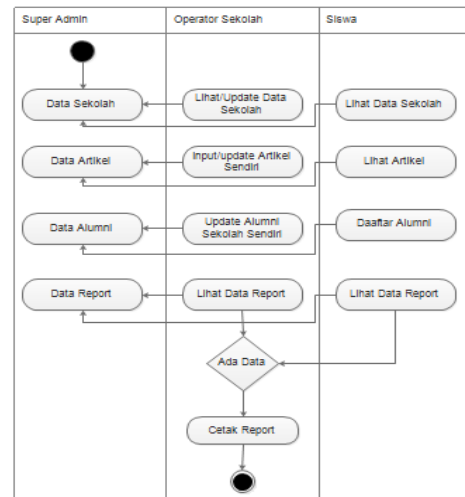 Super Admin
Operator Sekolah
Siswa
Data Sekolah
Lihat/Update Data
Sekolah
Lihat Data Sekolah
Data Artikel
Input/update Artikel
Sendiri
Lihat Artikel
Data Alumni
Update Alumni
Sekolah Sendiri
Daaftar Alumni
Data Report
Lihat Data Report
Lihat Data Report
Ada Data
Cetak Report